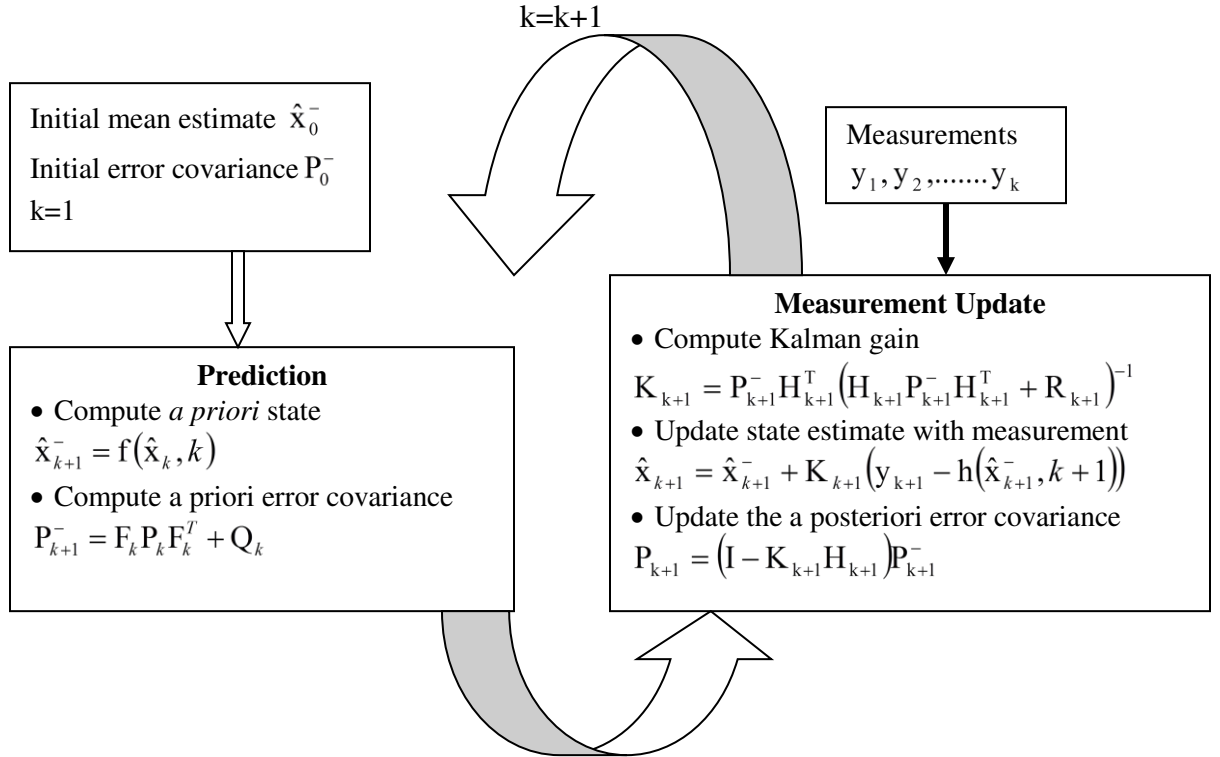 k=k+1
Initial mean estimate x̂₀⁻
Initial error covariance P₀⁻
k=1
Measurements
y₁, y₂,.......yₖ
Prediction
• Compute a priori state
x̂ₖ₊₁⁻ = f(x̂ₖ, k)
• Compute a priori error covariance
Pₖ₊₁⁻ = FₖPₖFₖᵀ + Qₖ
Measurement Update
• Compute Kalman gain
Kₖ₊₁ = Pₖ₊₁⁻Hₖ₊₁ᵀ(Hₖ₊₁Pₖ₊₁⁻Hₖ₊₁ᵀ + Rₖ₊₁)⁻¹
• Update state estimate with measurement
x̂ₖ₊₁ = x̂ₖ₊₁⁻ + Kₖ₊₁(yₖ₊₁ − h(x̂ₖ₊₁⁻, k + 1))
• Update the a posteriori error covariance
Pₖ₊₁ = (I − Kₖ₊₁Hₖ₊₁)Pₖ₊₁⁻